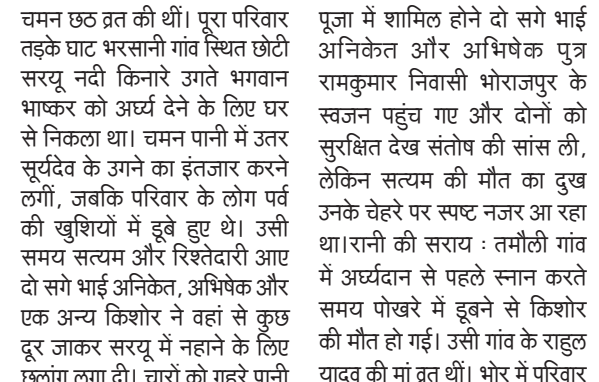 चमन छठ व्रत की थीं। पूरा परिवार
तड़के घाट भरसानी गांव स्थित छोटी
सरयू नदी किनारे उगते भगवान
भाष्कर को अर्घ्य देने के लिए घर
से निकला था। चमन पानी में उतर
सूर्यदेव के उगने का इंतजार करने
लगीं, जबकि परिवार के लोग पर्व
की खुशियों में डूबे हुए थे। उसी
समय सत्यम और रिश्तेदारी आए
दो सगे भाई अनिकेत, अभिषेक और
एक अन्य किशोर ने वहां से कुछ
दूर जाकर सरयू में नहाने के लिए
छलांग लगा दी। चारों को गहरे पानी
पूजा में शामिल होने दो सगे भाई
अनिकेत और अभिषेक पुत्र
रामकुमार निवासी भोराजपुर के
स्वजन पहुंच गए और दोनों को
सुरक्षित देख संतोष की सांस ली,
लेकिन सत्यम की मौत का दुख
उनके चेहरे पर स्पष्ट नजर आ रहा
था।रानी की सराय : तमौली गांव
में अर्घ्यदान से पहले स्नान करते
समय पोखरे में डूबने से किशोर
की मौत हो गई। उसी गांव के राहुल
यादव की मां व्रत थीं। भोर में परिवार